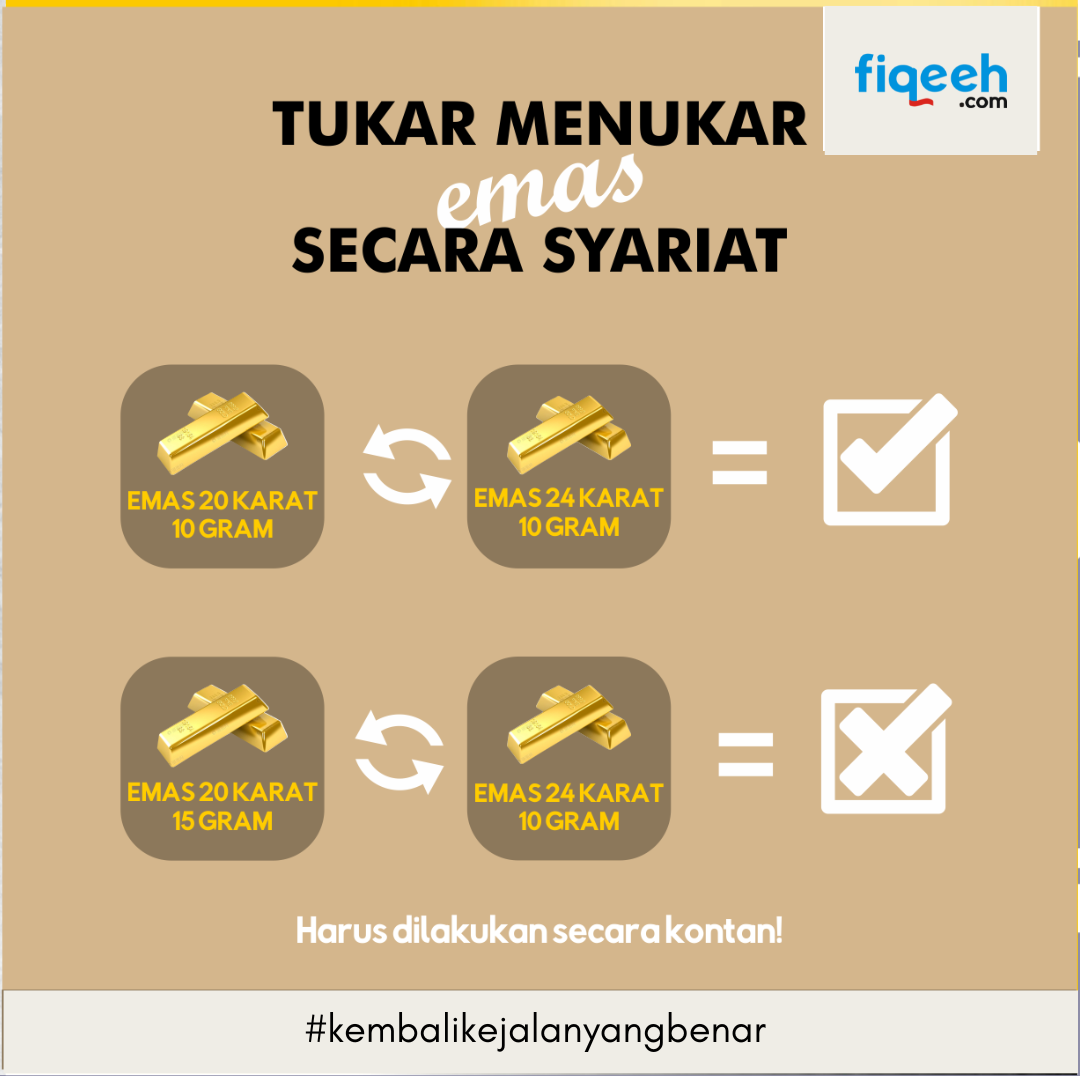 fiqeeh
.com
TUKAR MENUKAR
emas
SECARA SYARIAT
EMAS 20 KARAT
10 GRAM
EMAS 24 KARAT
10 GRAM
=
EMAS 20 KARAT
15 GRAM
EMAS 24 KARAT
10 GRAM
=
Harus dilakukan secara kontan!
#kembalikejalanyangbenar